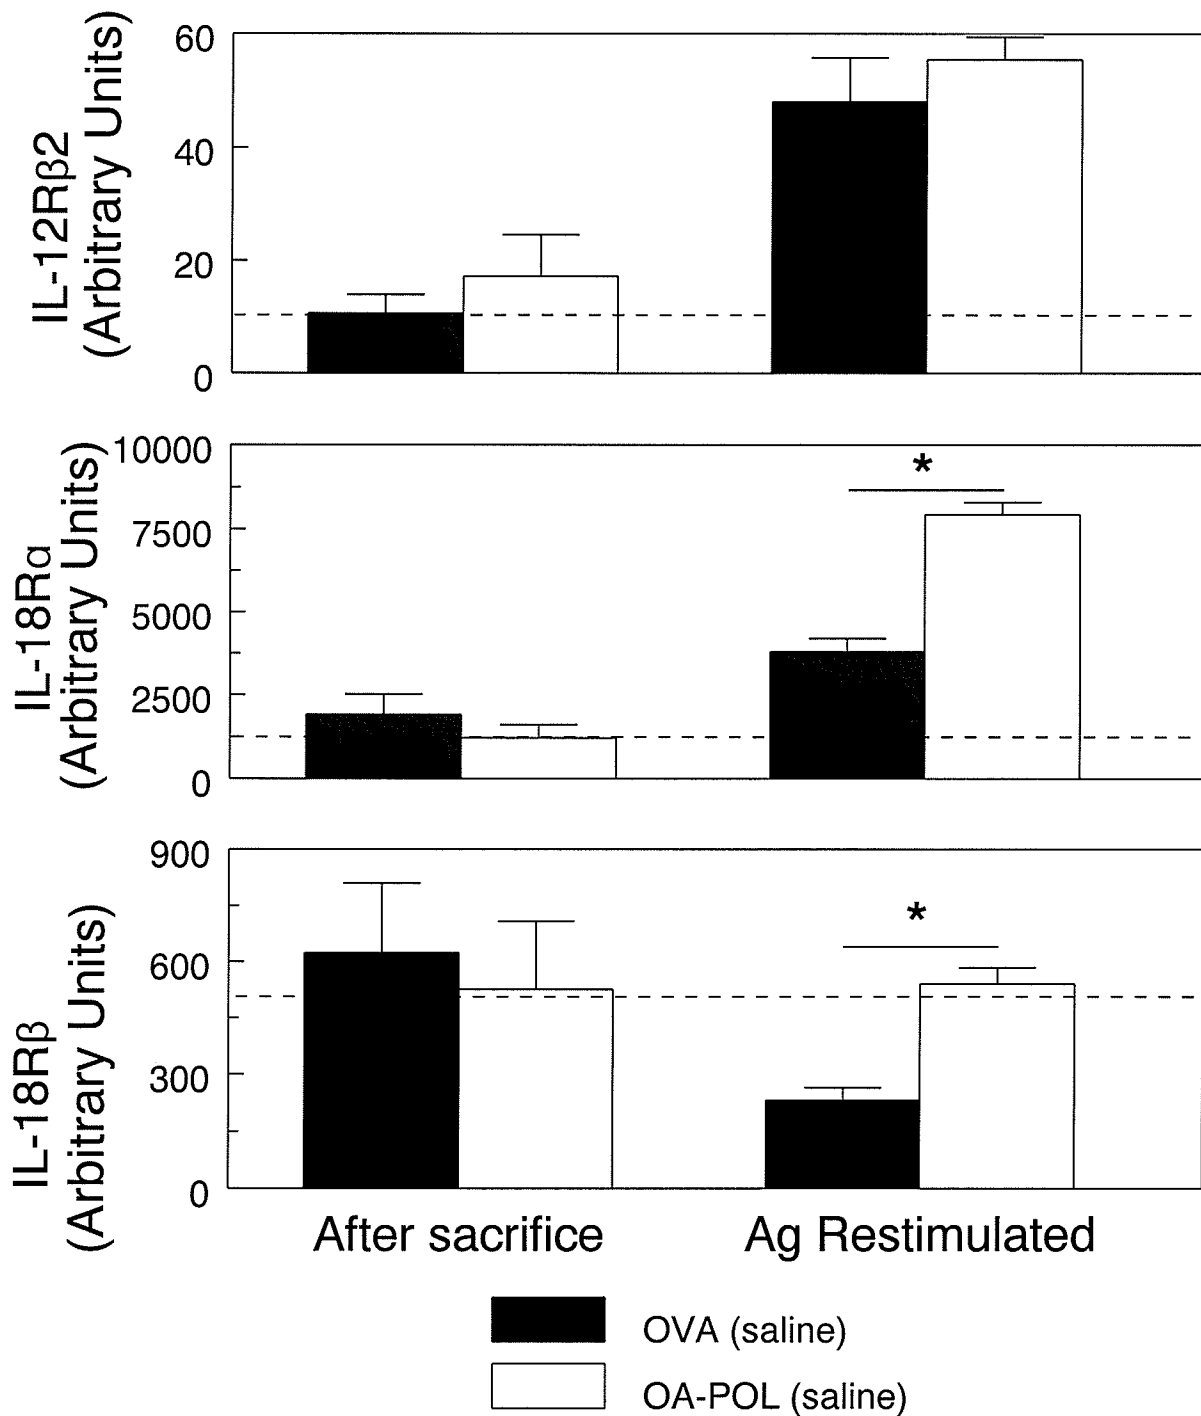 IL-12Rβ2
(Arbitrary Units)
60
40
20
0
IL-18Rα
(Arbitrary Units)
10000
7500
5000
2500
0
*
IL-18Rβ
(Arbitrary Units)
900
600
300
0
*
After sacrifice
Ag Restimulated
OVA (saline)
OA-POL (saline)